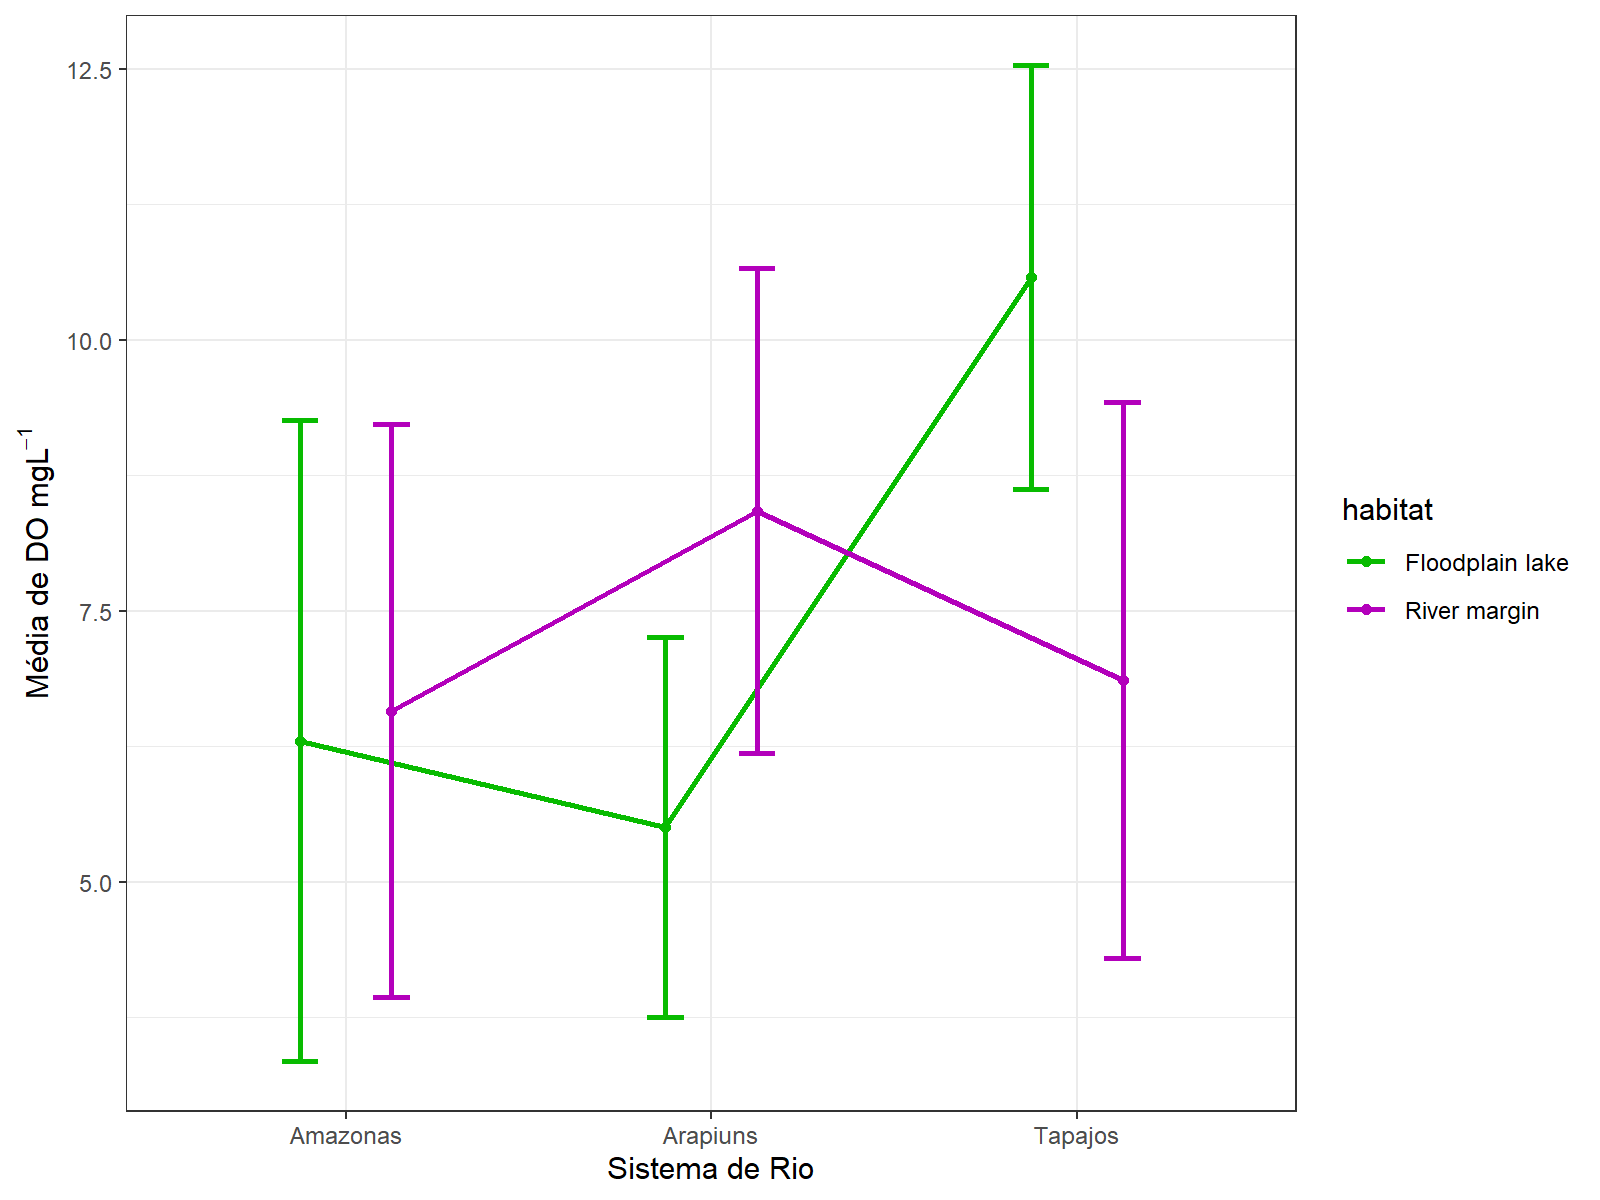 12.5
10.0
7.5
5.0
Média de DO mgL⁻¹
Amazonas Arapiuns Tapajos
Sistema de Rio
habitat
Floodplain lake
River margin